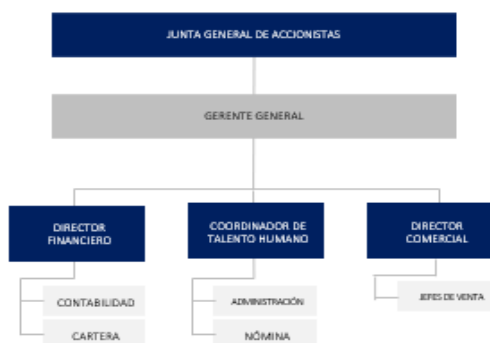 JUNTA GENERAL DE ACCIONISTAS
GERENTE GENERAL
DIRECTOR
FINANCIERO
COORDINADOR DE
TALENTO HUMANO
DIRECTOR
COMERCIAL
CONTABILIDAD
ADMINISTRACIÓN
JEFES DE VENTA
CARTERA
NÓMINA